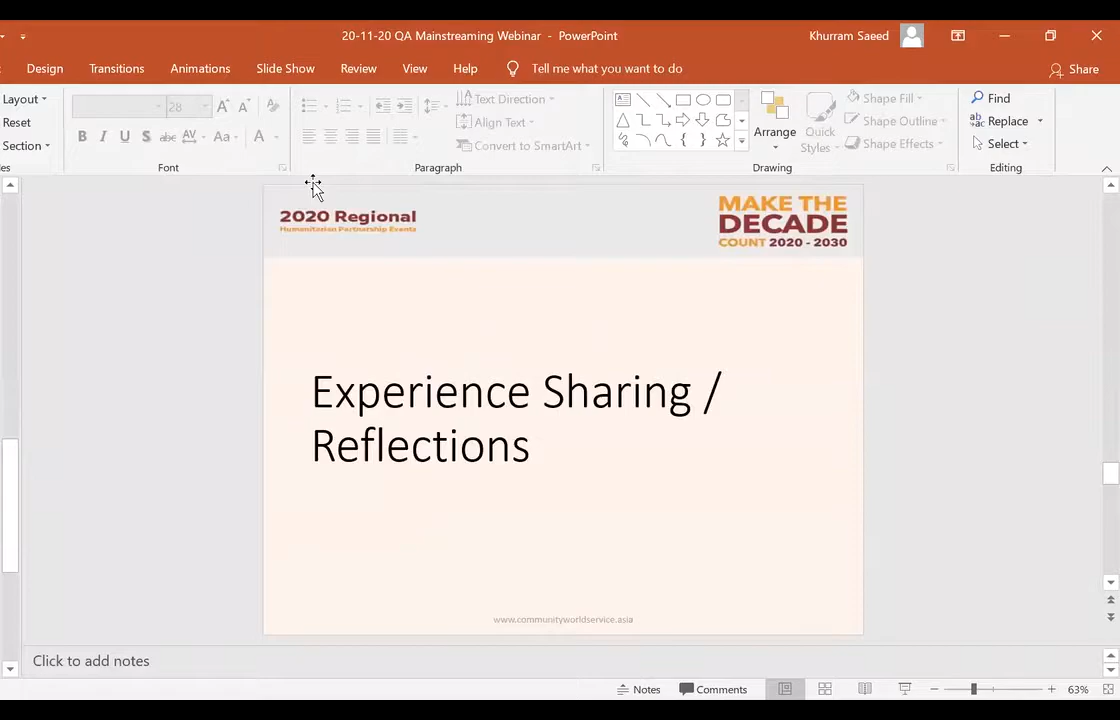 20-11-20 QA Mainstreaming Webinar - PowerPoint
Khurram Saeed
Design
Transitions
Animations
Slide Show
Review
View
Help
Tell me what you want to do
Share
Layout
Reset
Section
28
B I U S abc AV Aa A
Font
Text Direction
Align Text
Convert to SmartArt
Paragraph
Arrange
Quick
Styles
Shape Fill
Shape Outline
Shape Effects
Drawing
Find
Replace
Select
Editing
2020 Regional
Humanitarian Partnership Events
MAKE THE
DECADE
COUNT 2020 - 2030
Experience Sharing /
Reflections
www.communityworldservice.asia
Click to add notes
Notes
Comments
63%